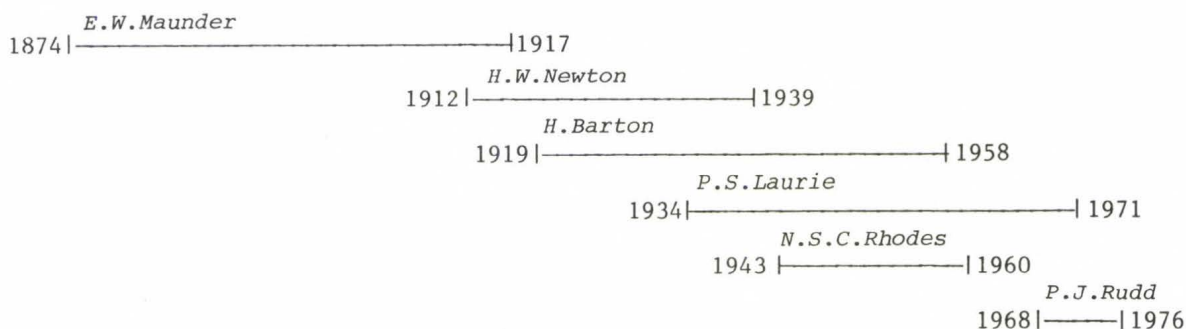 E.W.Maunder
1874 1917
H.W.Newton
1912 1939
H.Barton
1919 1958
P.S.Laurie
1934 1971
N.S.C.Rhodes
1943 1960
P.J.Rudd
1968 1976